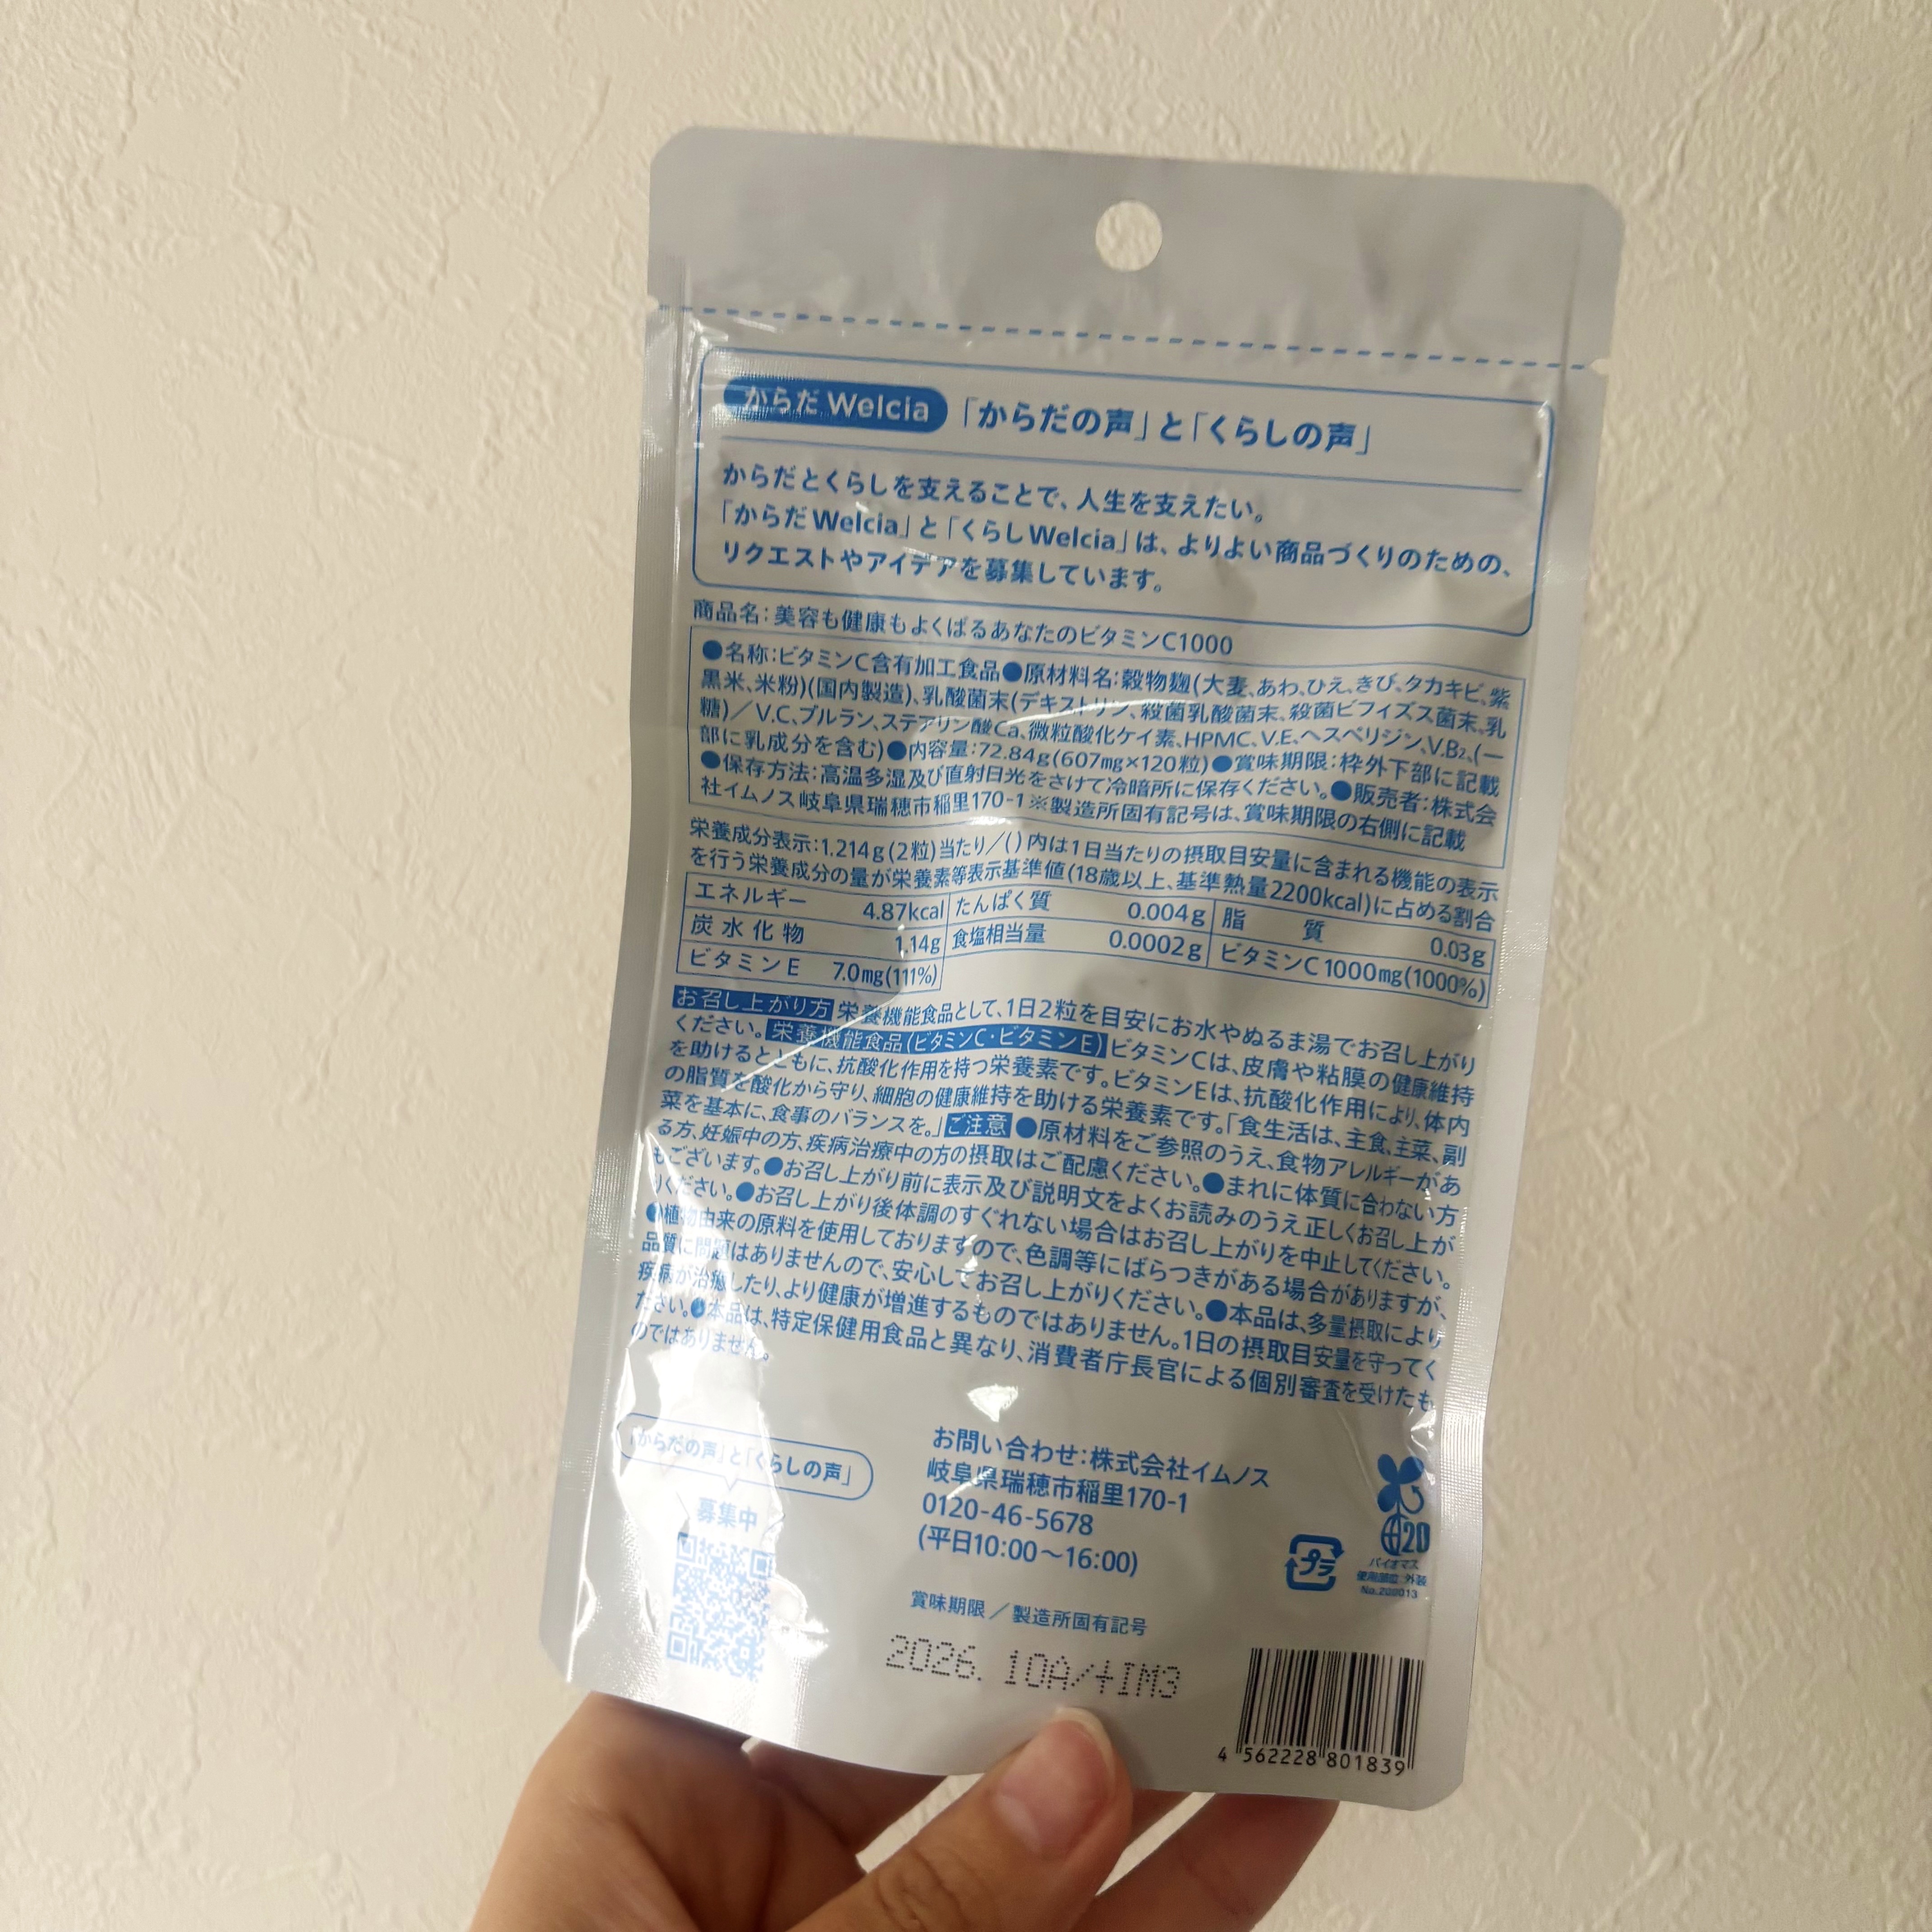 からだWelcia 「からだの声」と「くらしの声」
からだとくらしを支えることで、人生を支えたい。
「からだWelcia」と「くらしWelcia」は、よりよい商品づくりのための、
リクエストやアイデアを募集しています。
商品名：美容も健康もよくばるあなたのビタミンC1000
●名称：ビタミンC含有加工食品●原材料名：穀物麹(大麦、あわ、ひえ、きび、タカキビ、紫
黒米、米粉)(国内製造)、乳酸菌末(デキストリン、殺菌乳酸菌末、殺菌ビフィズス菌末、乳
糖)／V.C、プルラン、ステアリン酸Ca、微粒酸化ケイ素、HPMC、V.E、ヘスペリジン、V.B₂、(一
部に乳成分を含む)●内容量：72.84g(607mg×120粒)●賞味期限：枠外下部に記載
●保存方法：高温多湿及び直射日光をさけて冷暗所に保存ください。●販売者：株式会
社イムノス岐阜県瑞穂市稲里170-1※製造所固有記号は、賞味期限の右側に記載
栄養成分表示：1.214g(2粒)当たり／( )内は1日当たりの摂取目安量に含まれる機能の表示
を行う栄養成分の量が栄養素等表示基準値(18歳以上、基準熱量2200kcal)に占める割合
エネルギー 4.87kcal たんぱく質 0.004g 脂質 0.03g
炭水化物 1.14g 食塩相当量 0.0002g ビタミンC 1000mg(1000%)
ビタミンE 7.0mg(111%)
お召し上がり方 栄養機能食品として、1日2粒を目安にお水やぬるま湯でお召し上がり
ください。栄養機能食品(ビタミンC・ビタミンE)ビタミンCは、皮膚や粘膜の健康維持
を助けるとともに、抗酸化作用を持つ栄養素です。ビタミンEは、抗酸化作用により、体内
の脂質を酸化から守り、細胞の健康維持を助ける栄養素です。「食生活は、主食、主菜、副
菜を基本に、食事のバランスを。」ご注意●原材料をご参照のうえ、食物アレルギーがあ
る方、妊娠中の方、疾病治療中の方の摂取はご配慮ください。●まれに体質に合わない方
もございます。●お召し上がり前に表示及び説明文をよくお読みのうえ正しくお召し上が
りください。●お召し上がり後体調のすぐれない場合はお召し上がりを中止してください。
●植物由来の原料を使用しておりますので、色調等にばらつきがある場合がありますが、
品質に問題はありませんので、安心してお召し上がりください。●本品は、多量摂取により
疾病が治癒したり、より健康が増進するものではありません。1日の摂取目安量を守ってく
ださい。●本品は、特定保健用食品と異なり、消費者庁長官による個別審査を受けたも
のではありません。
「からだの声」と「くらしの声」
募集中
お問い合わせ：株式会社イムノス
岐阜県瑞穂市稲里170-1
0120-46-5678
(平日10:00〜16:00)
プラ
20
バイオマス
No.200013
賞味期限／製造所固有記号
2026. 10A/+IM3
4 562228 801839